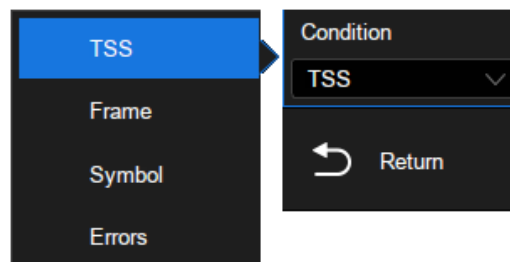 TSS
Frame
Symbol
Errors
Condition
TSS
Return